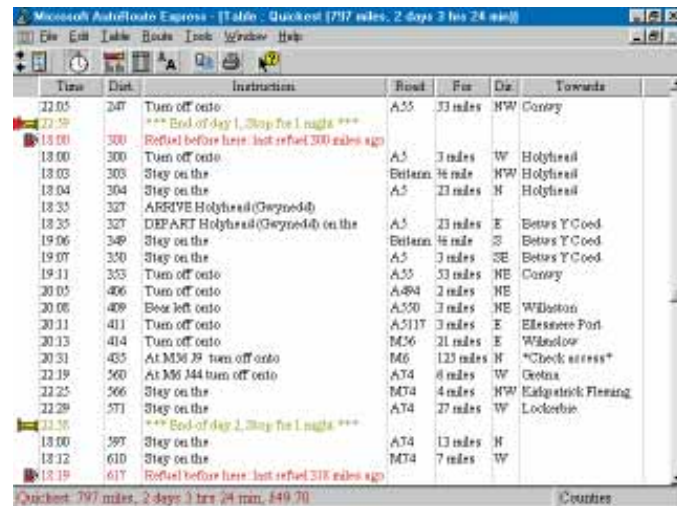 Microsoft AutoRoute Express - [Table : Quickest (797 miles, 2 days 3 hrs 24 min)]
File Edit Table Route Tools Window Help
Time Dist. Instruction Road For Dir. Towards
22:05 247 Turn off onto A55 53 miles NW Conwy
22:59 *** End of day 1, Stop for 1 night ***
18:00 300 Refuel before here: last refuel 300 miles ago
18:00 300 Turn off onto A5 3 miles W Holyhead
18:03 303 Stay on the Britann ¾ mile NW Holyhead
18:04 304 Stay on the A5 23 miles N Holyhead
18:35 327 ARRIVE Holyhead(Gwynedd)
18:35 327 DEPART Holyhead(Gwynedd) on the A5 23 miles E Betws Y Coed
19:06 349 Stay on the Britann ¾ mile S Betws Y Coed
19:07 350 Stay on the A5 3 miles SE Betws Y Coed
19:11 353 Turn off onto A55 53 miles NE Conwy
20:05 406 Turn off onto A494 2 miles NE
20:08 409 Bear left onto A550 3 miles NE Willaston
20:11 411 Turn off onto A5117 3 miles E Ellesmere Port
20:13 414 Turn off onto M56 21 miles E Wilmslow
20:31 435 At M56 J9 turn off onto M6 125 miles N *Check access*
22:19 560 At M6 J44 turn off onto A74 6 miles W Gretna
22:25 566 Stay on the M74 4 miles NW Kirkpatrick Fleming
22:29 571 Stay on the A74 27 miles W Lockerbie
22:58 *** End of day 2, Stop for 1 night ***
18:00 597 Stay on the A74 13 miles N
18:12 610 Stay on the M74 7 miles W
18:19 617 Refuel before here: last refuel 318 miles ago
Quickest: 797 miles, 2 days 3 hrs 24 min, £49.70 Counties